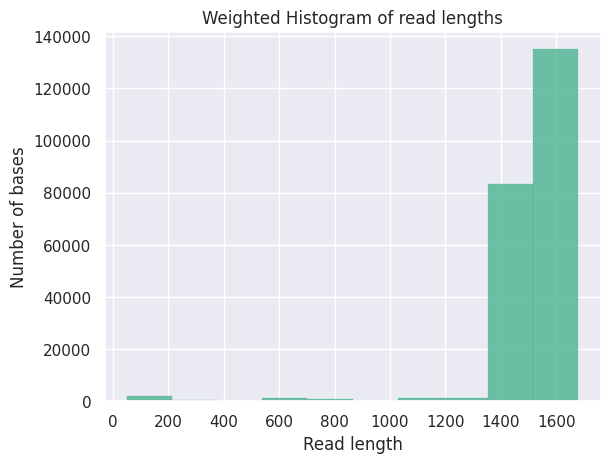 Weighted Histogram of read lengths
140000
120000
100000
80000
60000
40000
20000
0
Number of bases
0 200 400 600 800 1000 1200 1400 1600
Read length